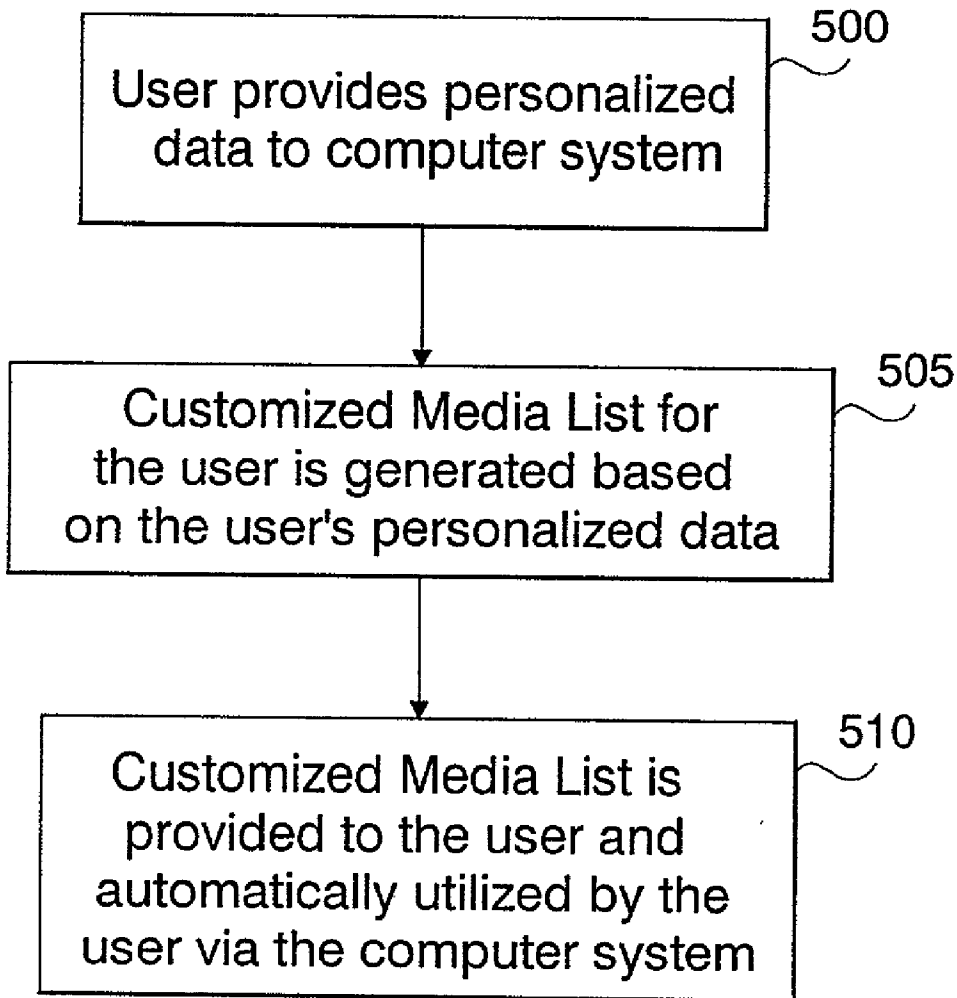 500
User provides personalized
data to computer system
505
Customized Media List for
the user is generated based
on the user's personalized data
510
Customized Media List is
provided to the user and
automatically utilized by the
user via the computer system